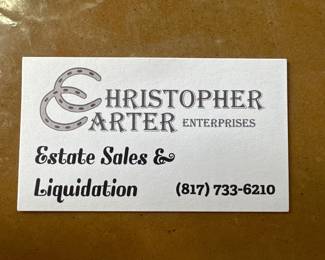 CHRISTOPHER
CARTER ENTERPRISES
Estate Sales &
Liquidation (817) 733-6210